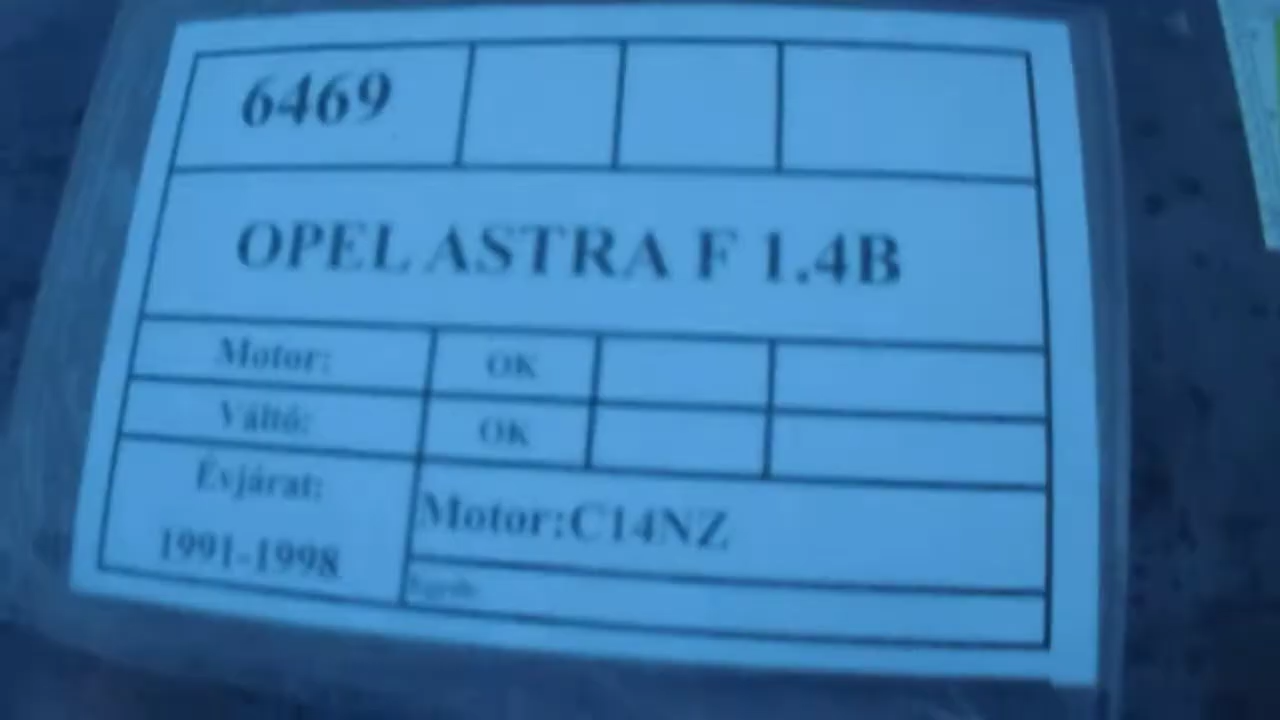 6469
OPEL ASTRA F 1.4B
Motor: OK
Váltó: OK
Évjárat:
1991-1998
Motor:C14NZ